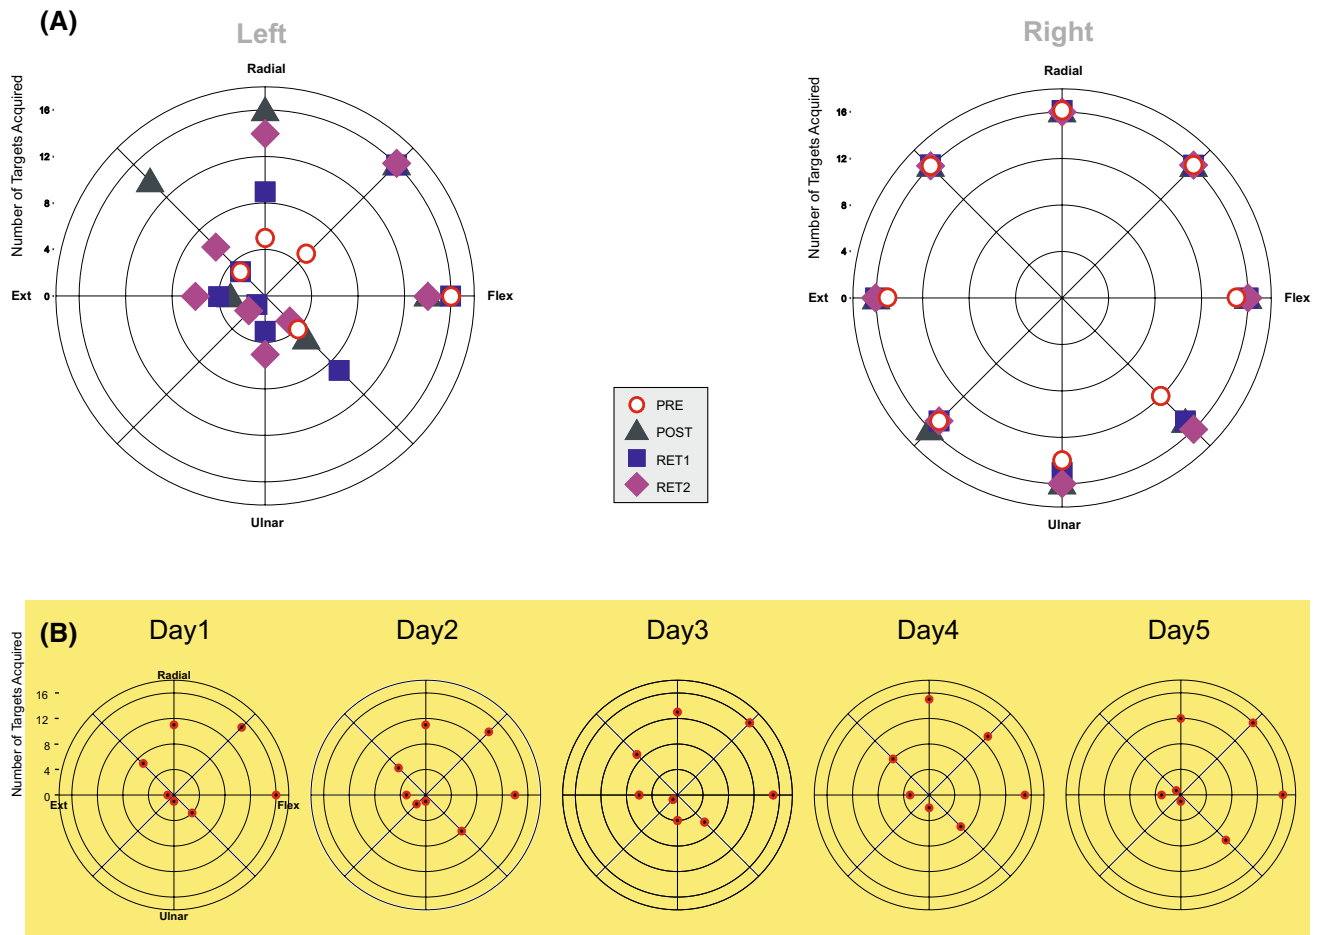 (A)
Left
Right
Radial
Radial
Number of Targets Acquired
16
12
8
4
0
Ext
Flex
Ulnar
Number of Targets Acquired
16
12
8
4
0
Ext
Flex
Ulnar
PRE
POST
RET1
RET2
(B)
Day1
Day2
Day3
Day4
Day5
Number of Targets Acquired
Radial
16
12
8
4
0
Ext
Flex
Ulnar